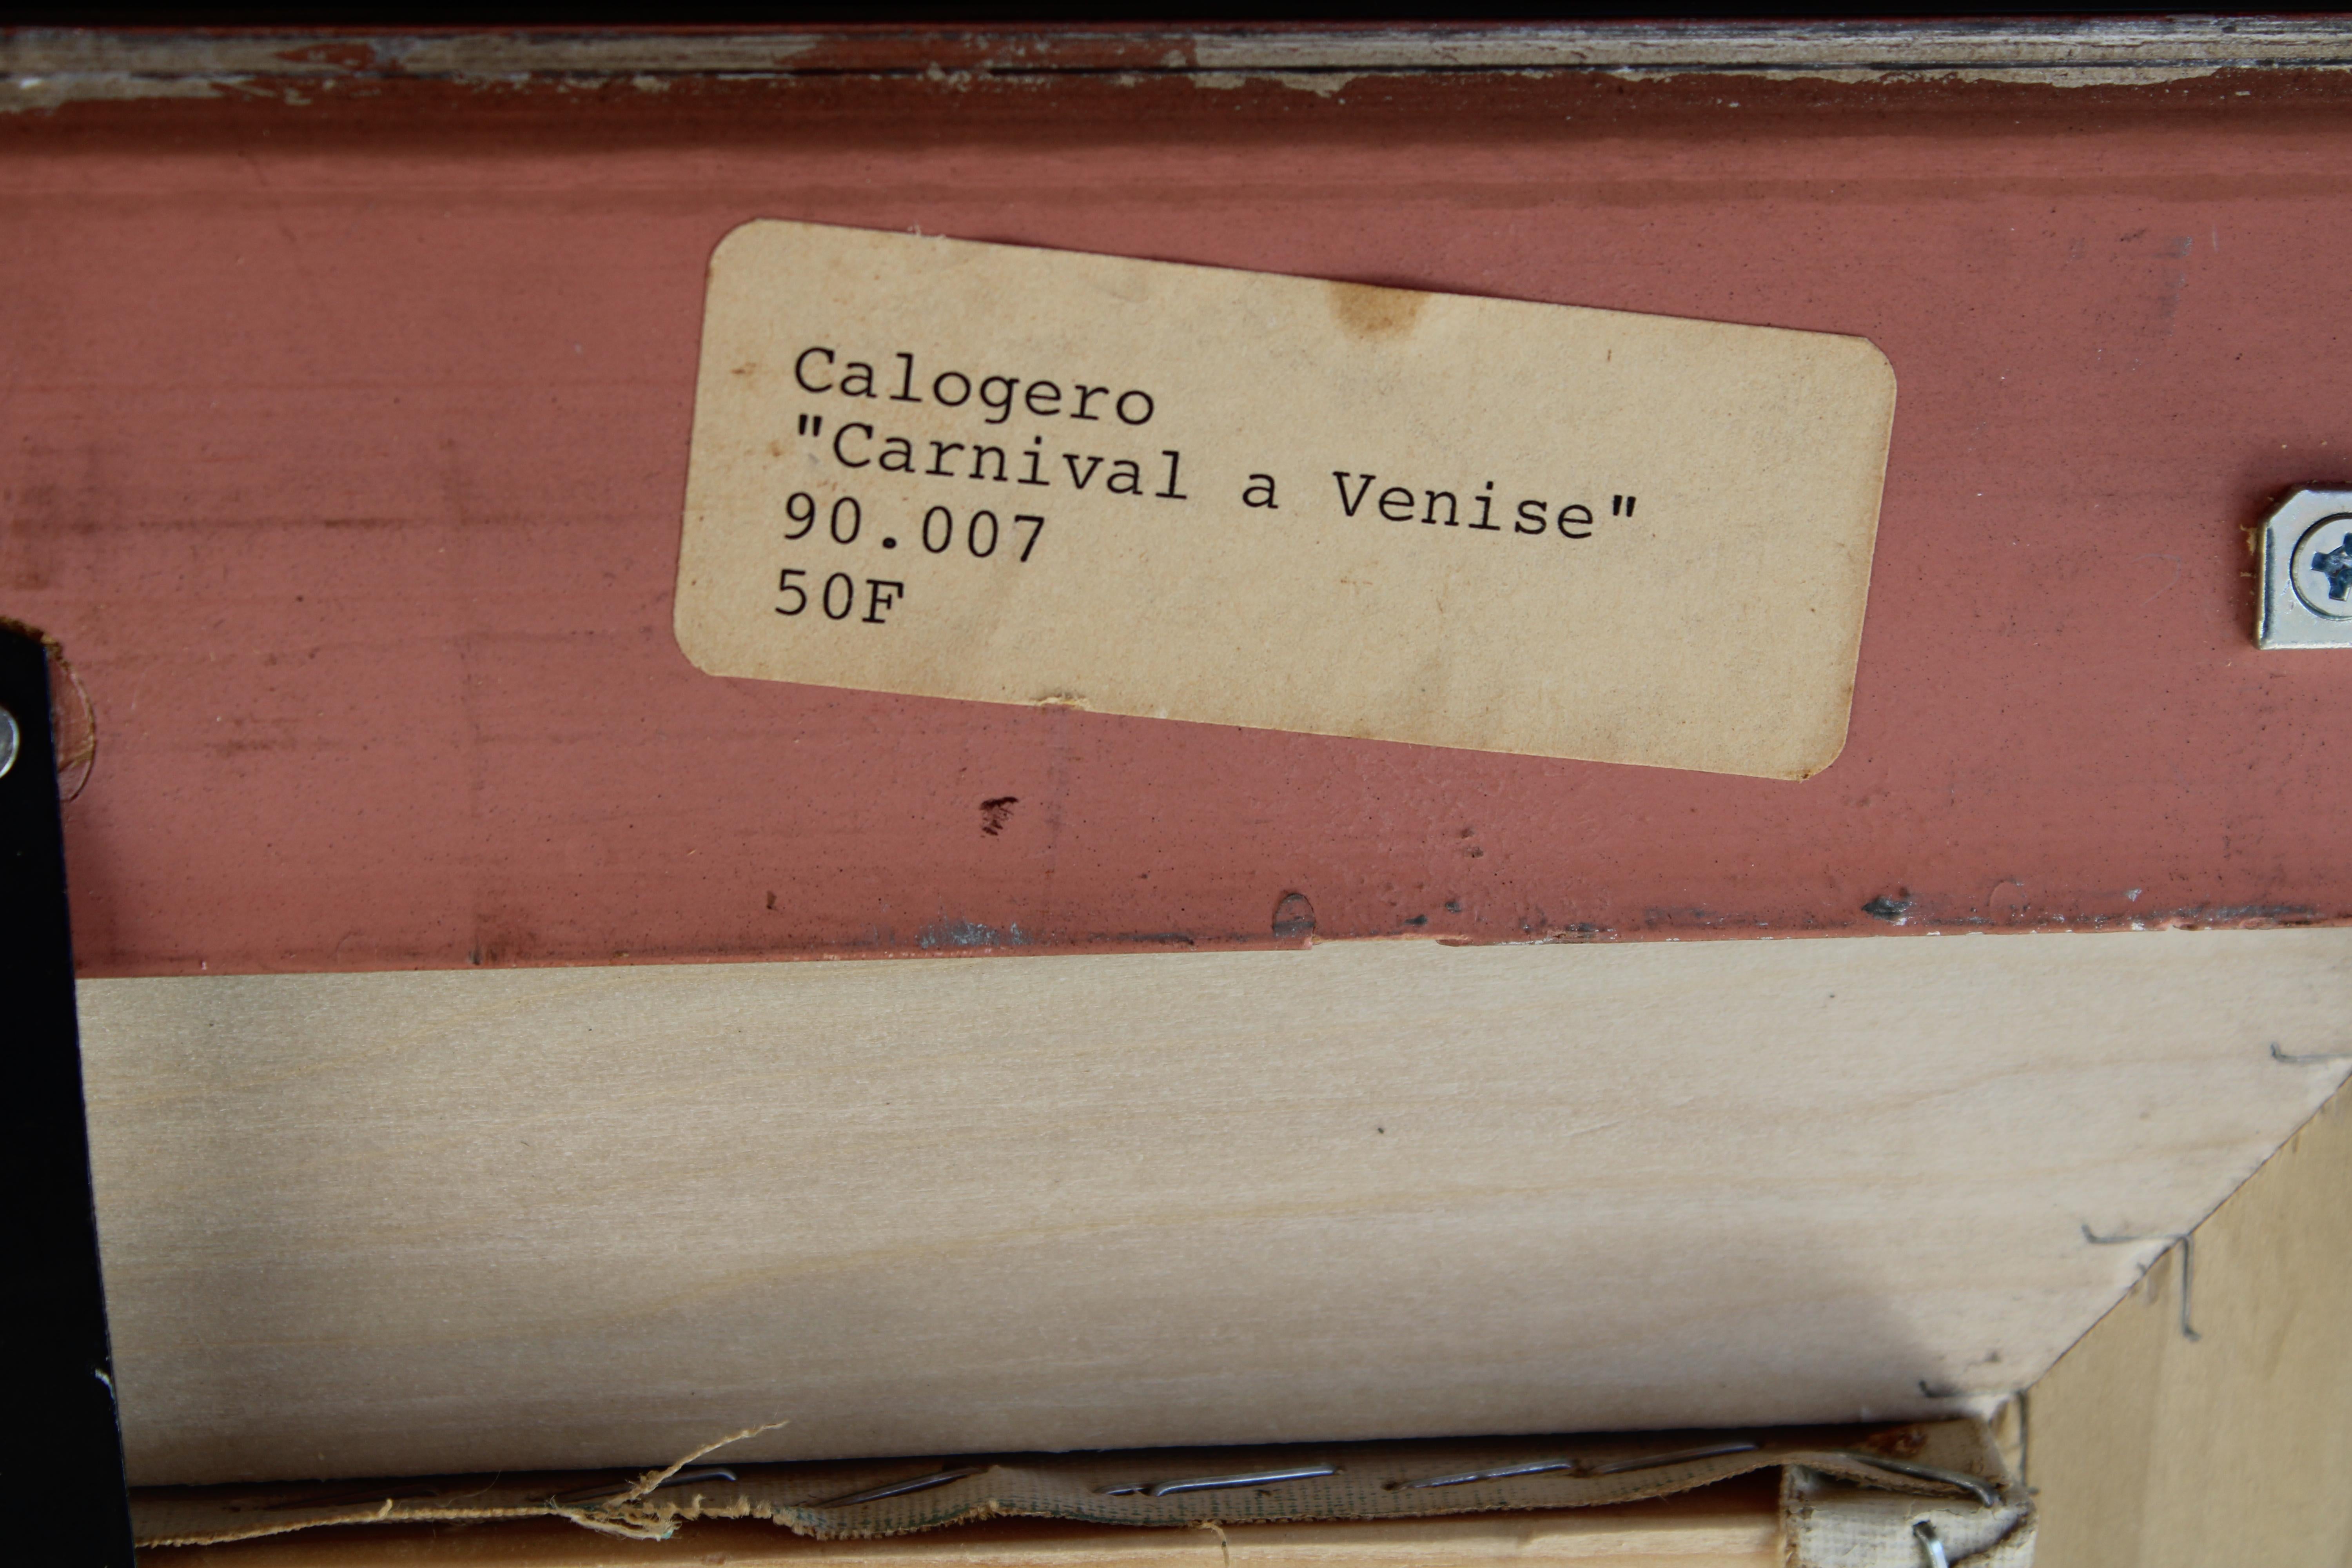 Calogero
"Carnival a Venise"
90.007
50F